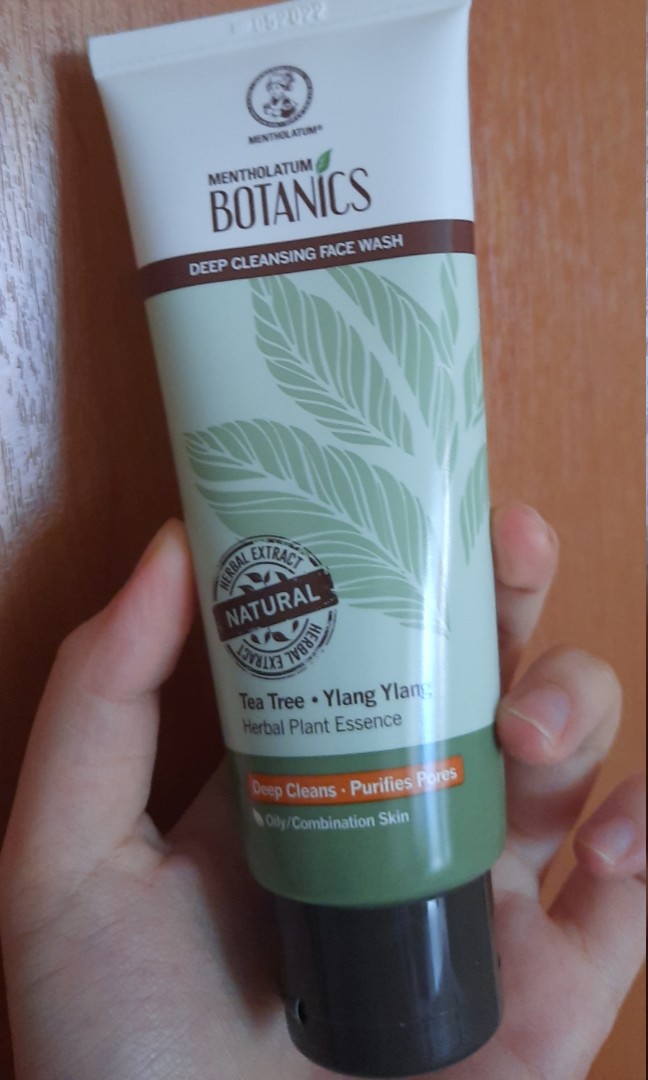 052022
MENTHOLATUM®
MENTHOLATUM
BOTANICS
DEEP CLEANSING FACE WASH
HERBAL EXTRACT
NATURAL
HERBAL EXTRACT
Tea Tree • Ylang Ylang
Herbal Plant Essence
Deep Cleans · Purifies Pores
Oily/Combination Skin